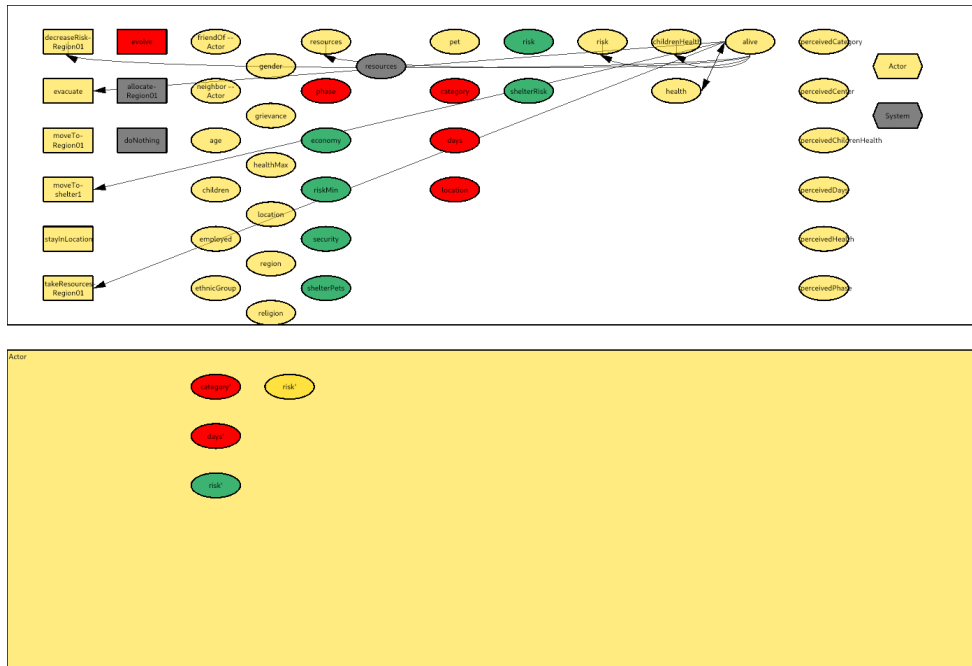 decreaseRisk-
Region01
evolve
friendOf --
Actor
resources
pet
risk
risk
childrenHealth
alive
perceivedCategory
gender
resources
Actor
evacuate
allocate-
Region01
neighbor --
Actor
phase
category
shelterRisk
health
perceivedCenter
grievance
System
moveTo-
Region01
doNothing
age
economy
days
perceivedChildrenHealth
healthMax
moveTo-
shelter1
children
riskMin
location
perceivedDays
location
stayInLocation
employed
security
perceivedHealth
region
takeResources-
Region01
ethnicGroup
shelterPets
perceivedPhase
religion
Actor
category'
risk'
days'
risk'